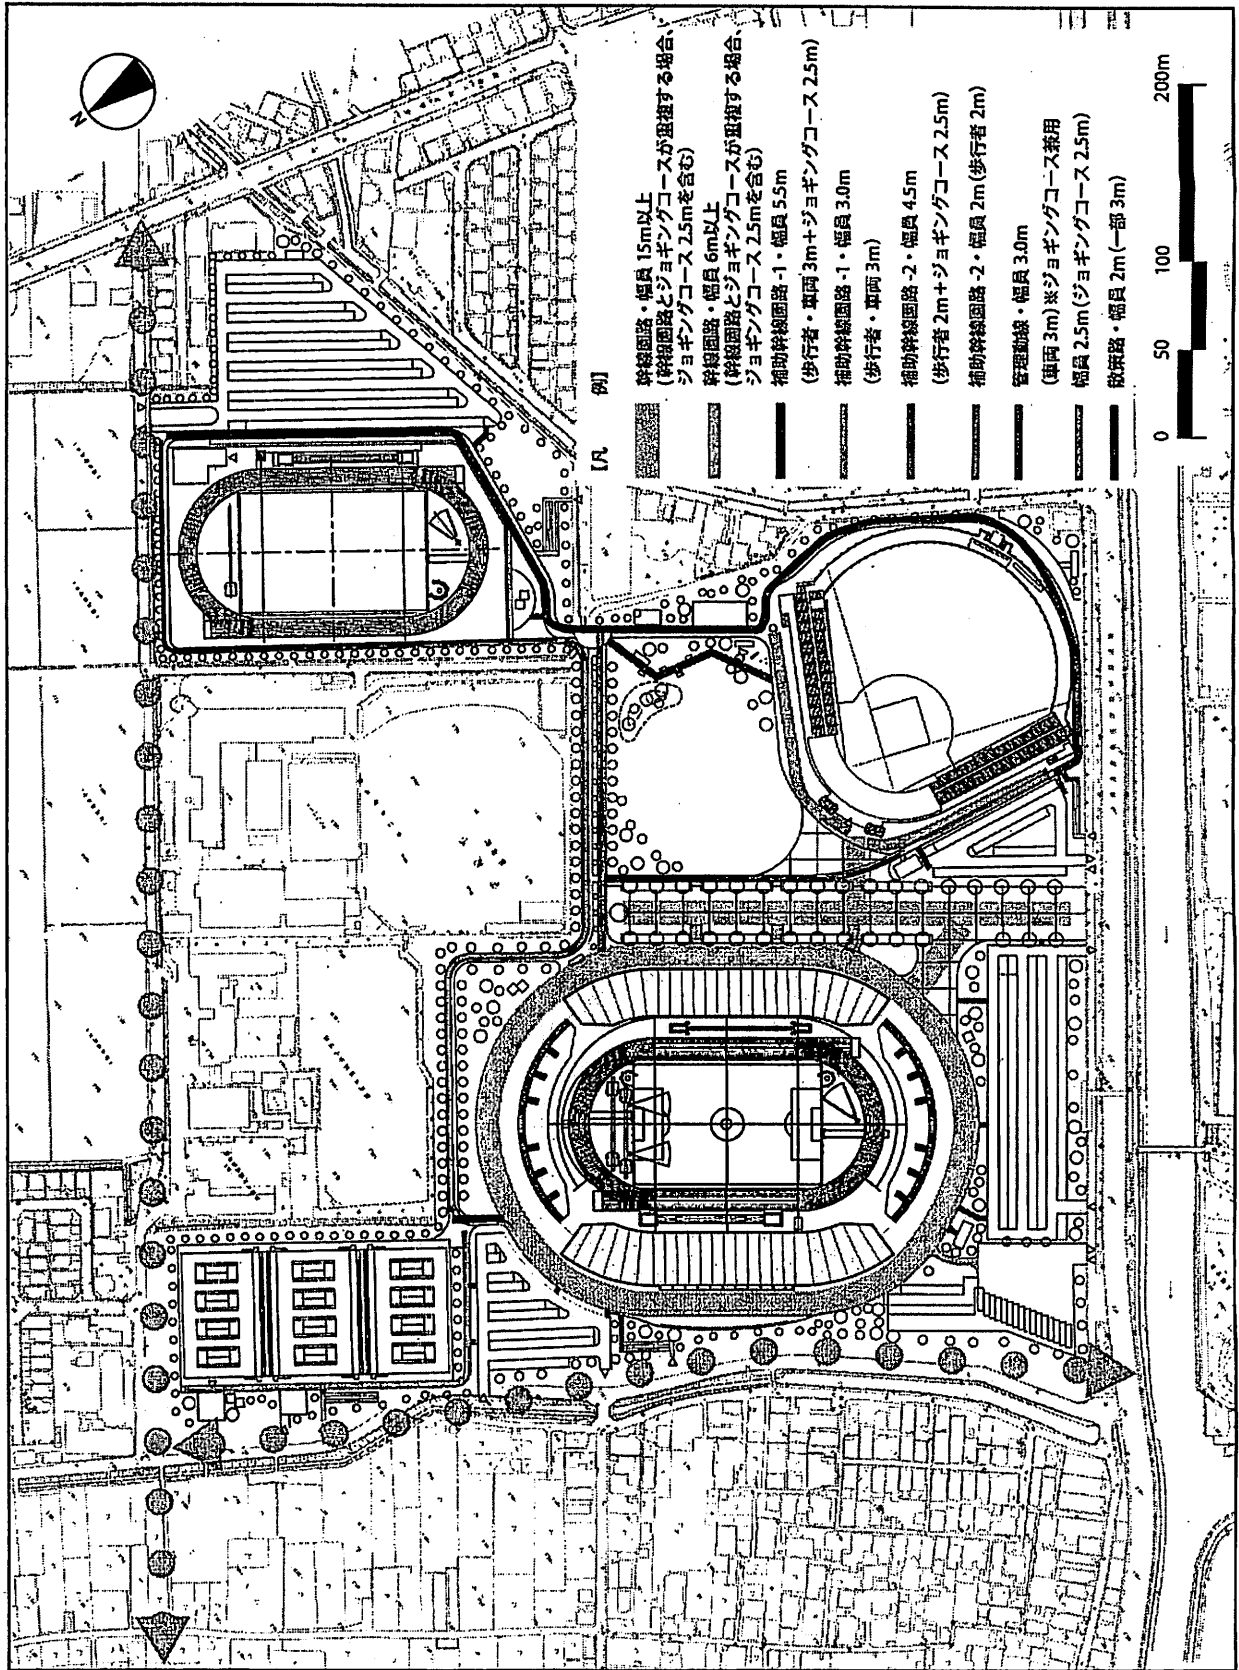 【凡　例】
幹線園路・幅員 15m以上
(幹線園路とジョギングコースが重複する場合、
ジョギングコース 2.5mを含む)
幹線園路・幅員 6m以上
(幹線園路とジョギングコースが重複する場合、
ジョギングコース 2.5mを含む)
補助幹線園路-1・幅員 5.5m
(歩行者・車両 3m+ジョギングコース 2.5m)
補助幹線園路-1・幅員 3.0m
(歩行者・車両 3m)
補助幹線園路-2・幅員 4.5m
(歩行者 2m+ジョギングコース 2.5m)
補助幹線園路-2・幅員 2m(歩行者 2m)
管理動線・幅員 3.0m
(車両 3m)※ジョギングコース兼用
幅員 2.5m(ジョギングコース 2.5m)
散策路・幅員 2m(一部 3m)
0 50 100 200m
N